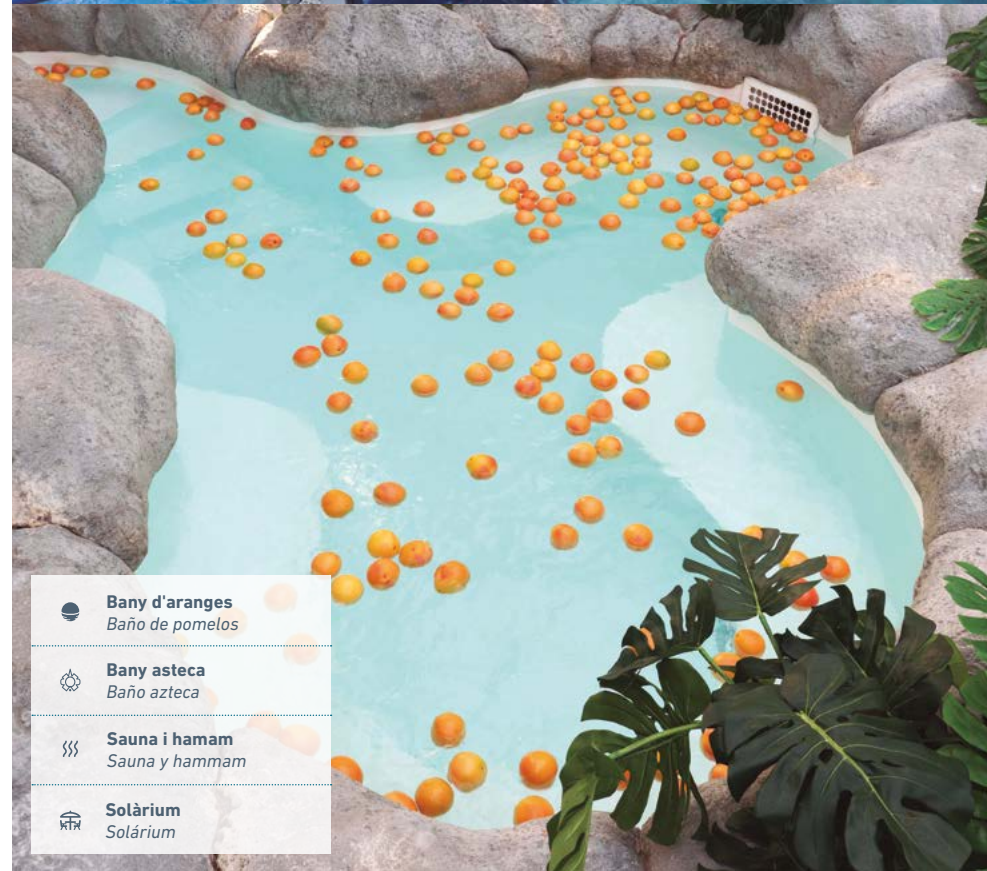 Bany d'aranges
Baño de pomelos
Bany asteca
Baño azteca
Sauna i hamam
Sauna y hammam
Solàrium
Solárium